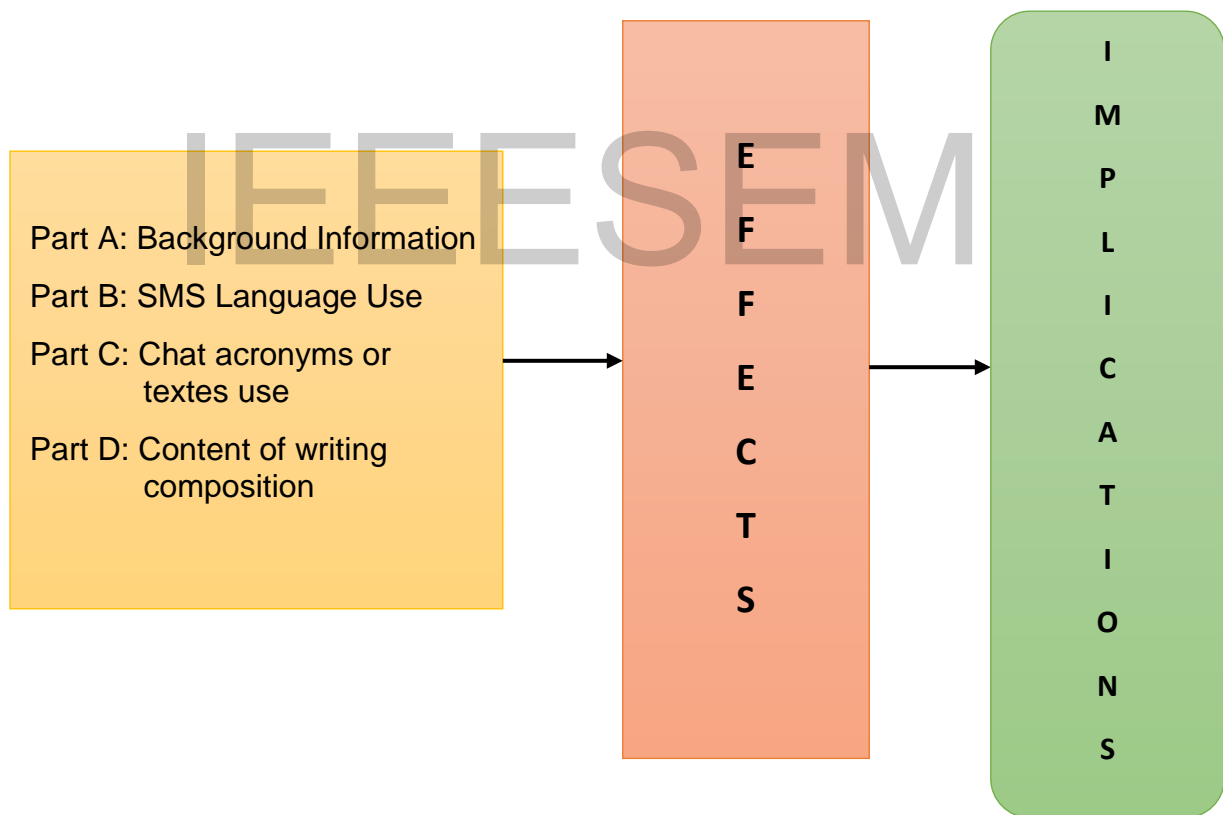 IEEESEM
Part A: Background Information
Part B: SMS Language Use
Part C: Chat acronyms or
textes use
Part D: Content of writing
composition
E
F
F
E
C
T
S
I
M
P
L
I
C
A
T
I
O
N
S